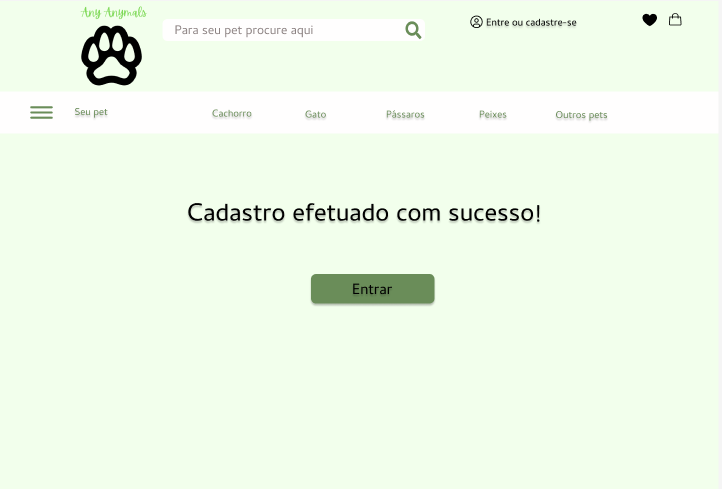 Any Anymals
Para seu pet procure aqui
Entre ou cadastre-se
Seu pet
Cachorro
Gato
Pássaros
Peixes
Outros pets
Cadastro efetuado com sucesso!
Entrar